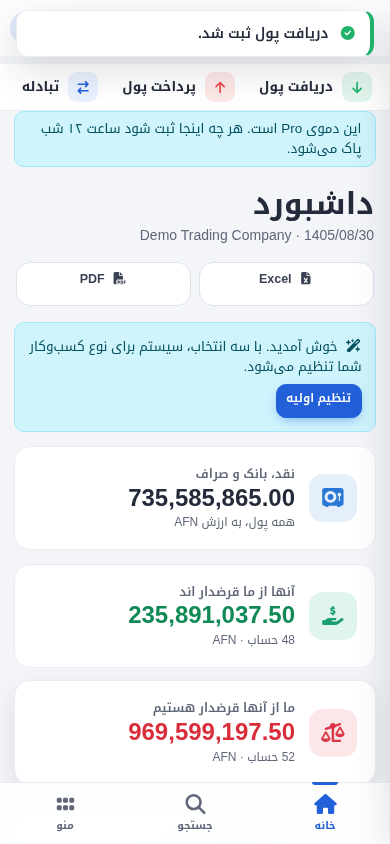 دریافت پول ثبت شد.
دریافت پول
پرداخت پول
تبادله
این دموی Pro است. هر چه اینجا ثبت شود ساعت ۱۲ شب
پاک می‌شود.
داشبورد
Demo Trading Company · 1405/08/30
Excel
PDF
خوش آمدید. با سه انتخاب، سیستم برای نوع کسب‌وکار
شما تنظیم می‌شود.
تنظیم اولیه
نقد، بانک و صراف
735,585,865.00
همه پول، به ارزش AFN
آنها از ما قرضدار اند
235,891,037.50
48 حساب · AFN
ما از آنها قرضدار هستیم
969,599,197.50
52 حساب · AFN
خانه
جستجو
منو